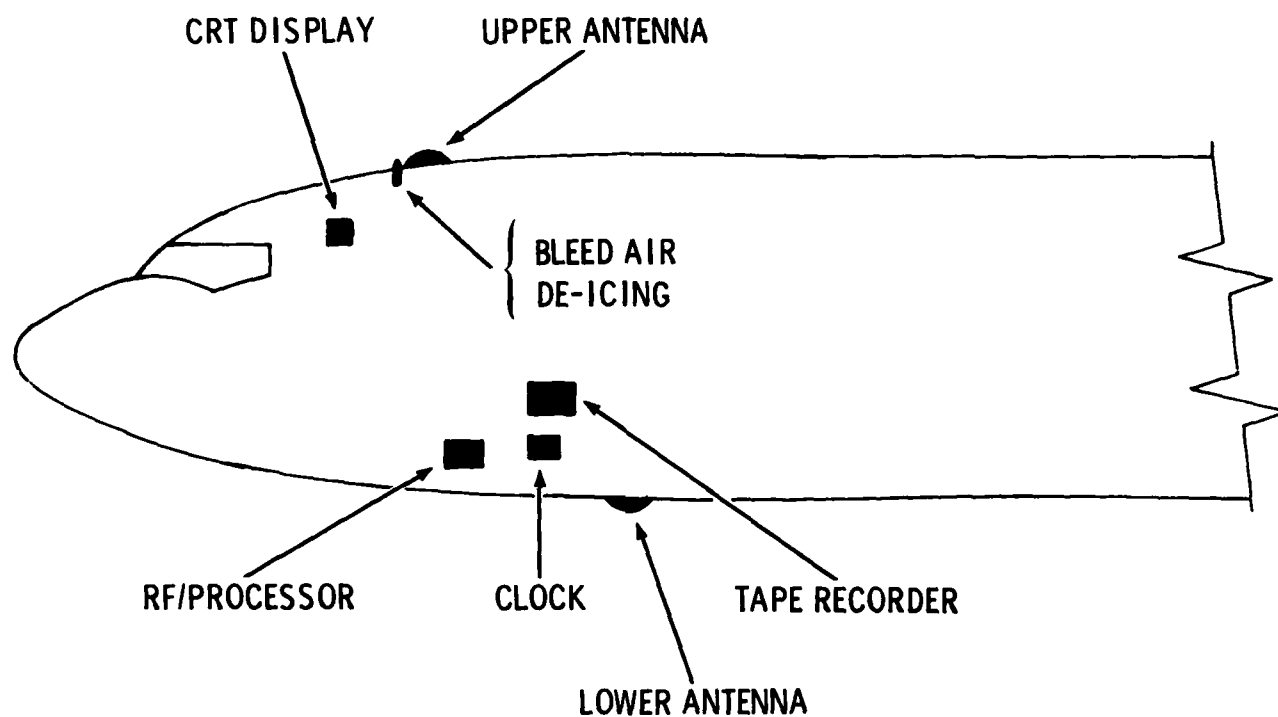 CRT DISPLAY
UPPER ANTENNA
BLEED AIR
DE-ICING
RF/PROCESSOR
CLOCK
TAPE RECORDER
LOWER ANTENNA